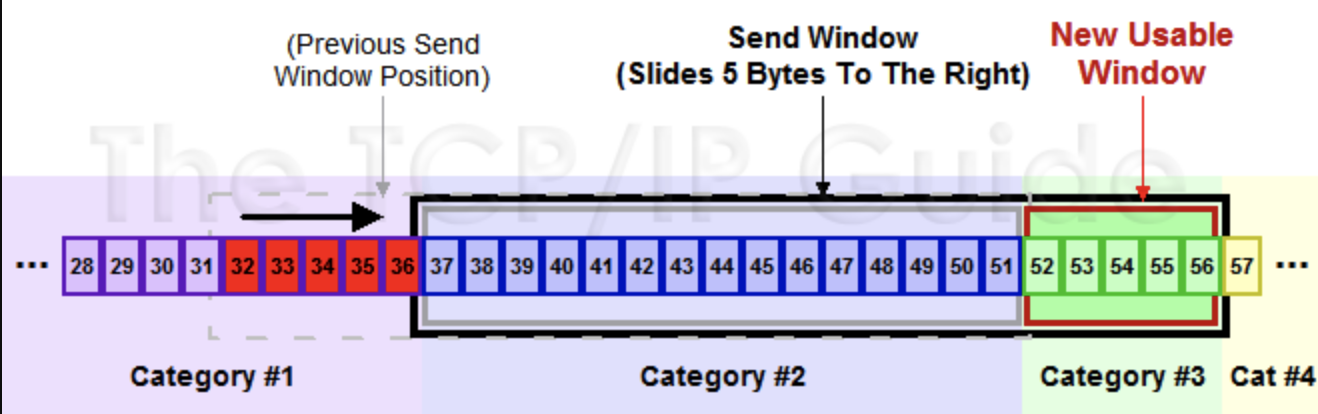 (Previous Send
Window Position)
Send Window
(Slides 5 Bytes To The Right)
New Usable
Window
The TCP/IP Guide
... 28 29 30 31 32 33 34 35 36 37 38 39 40 41 42 43 44 45 46 47 48 49 50 51 52 53 54 55 56 57 ...
Category #1
Category #2
Category #3
Cat #4